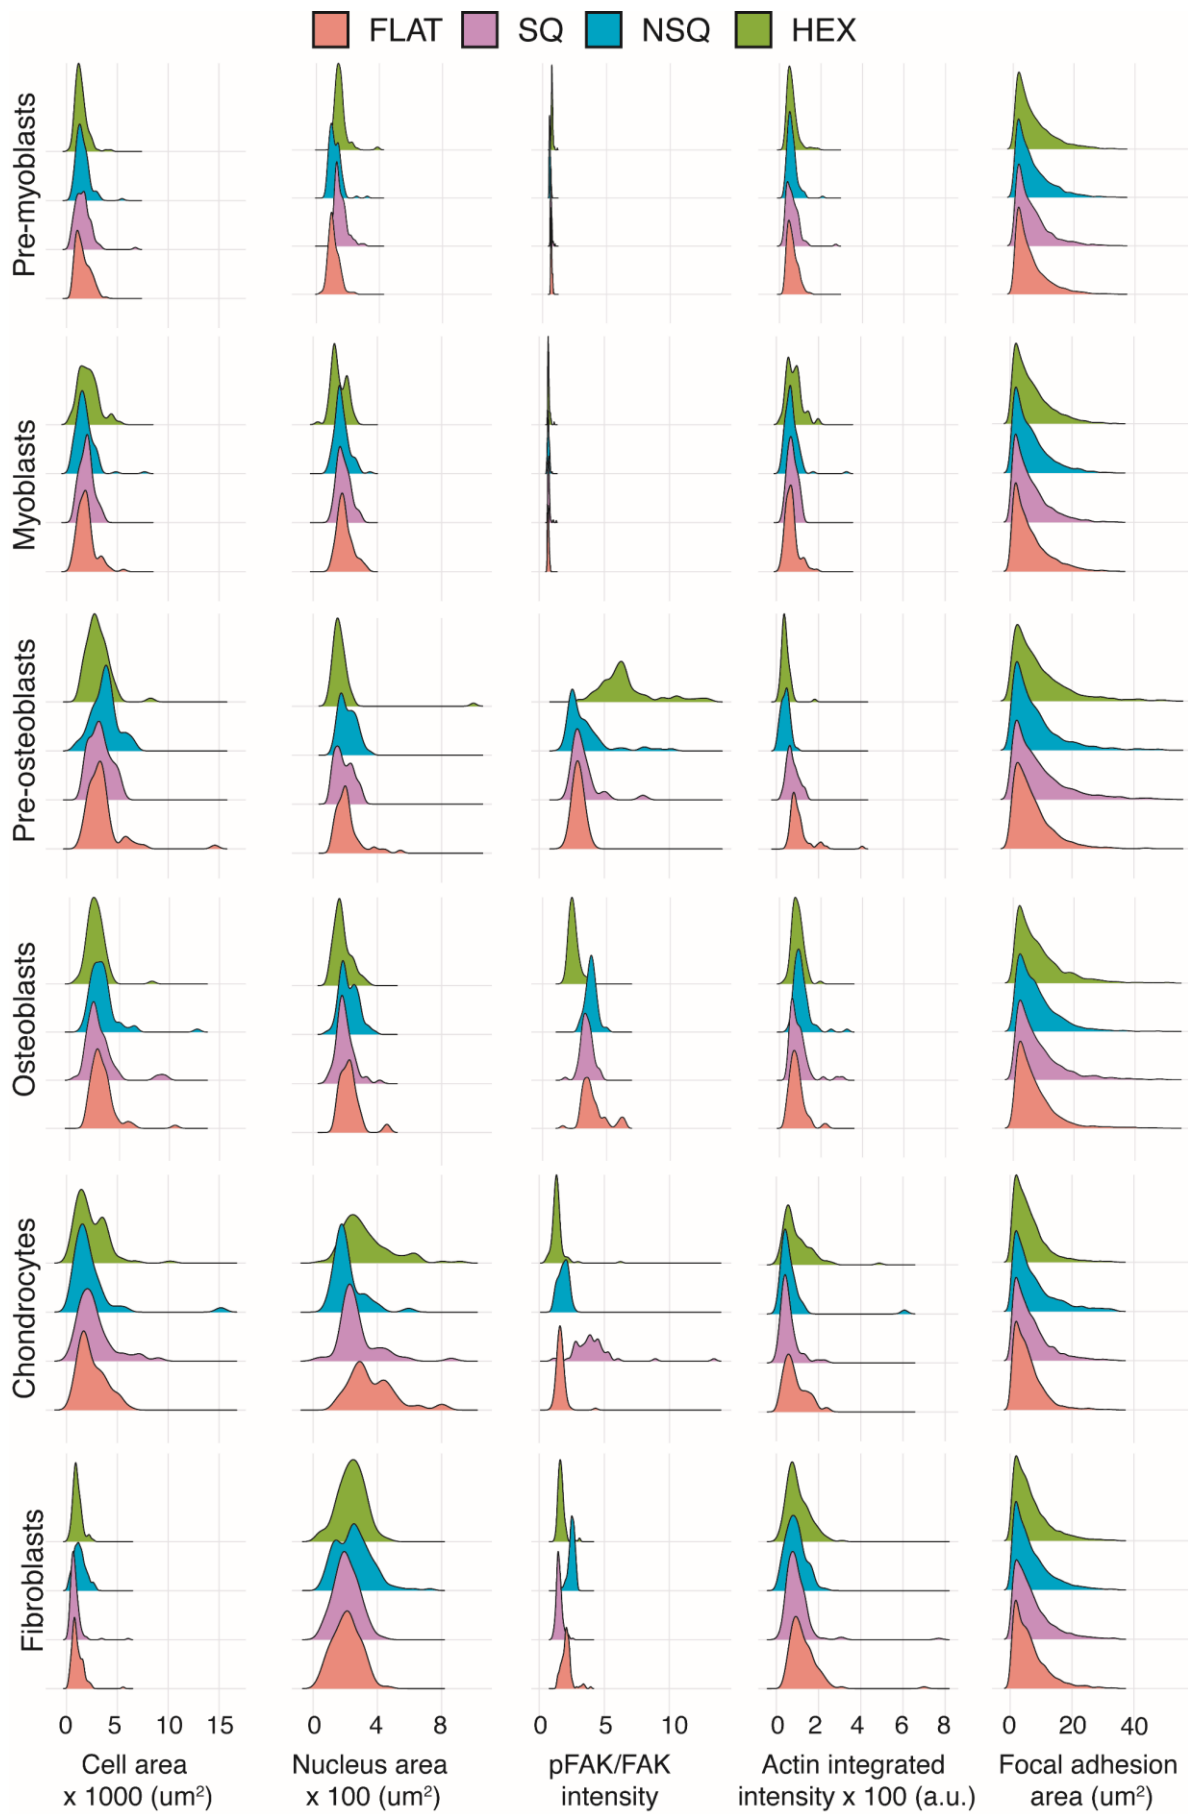 FLAT SQ NSQ HEX
Pre-myoblasts
Myoblasts
Pre-osteoblasts
Osteoblasts
Chondrocytes
Fibroblasts
0 5 10 15 0 4 8 0 5 10 0 2 4 6 8 0 20 40
Cell area
x 1000 (um²)
Nucleus area
x 100 (um²)
pFAK/FAK
intensity
Actin integrated
intensity x 100 (a.u.)
Focal adhesion
area (um²)